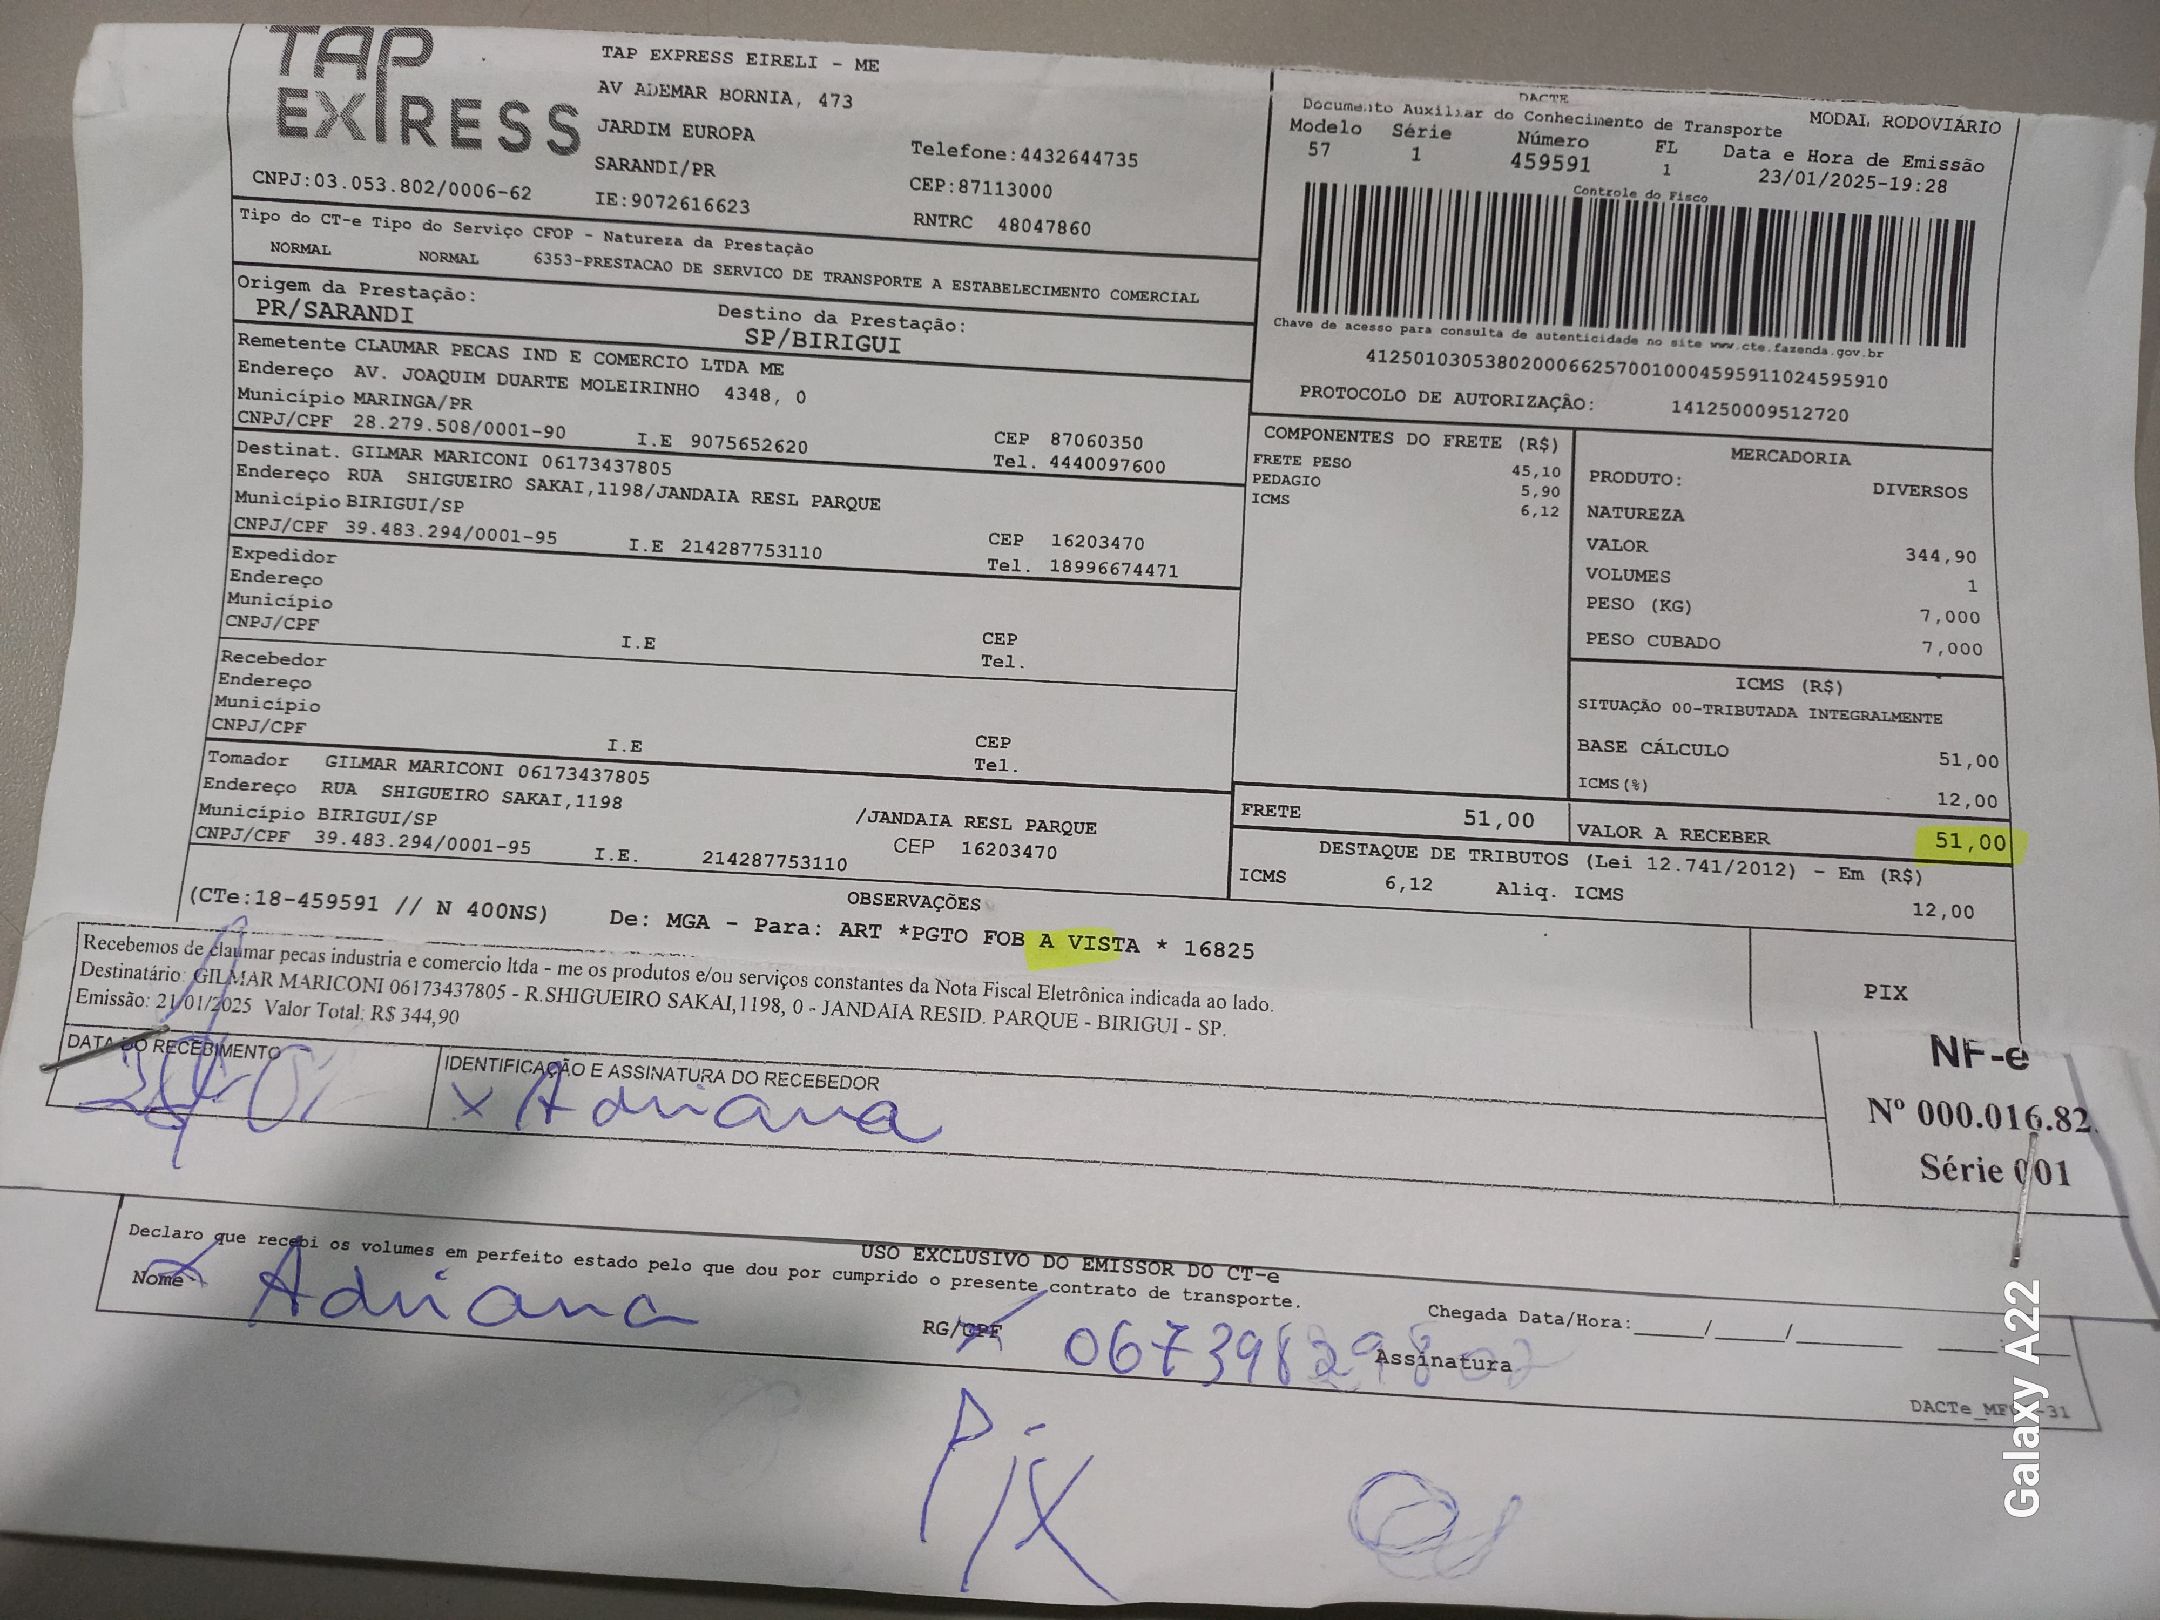 TAP EXPRESS
TAP EXPRESS EIRELI - ME
AV ADEMAR BORNIA, 473
JARDIM EUROPA
SARANDI/PR
Telefone:4432644735
CEP:87113000
CNPJ:03.053.802/0006-62
IE:9072616623
RNTRC 48047860
DACTE
Documento Auxiliar do Conhecimento de Transporte
MODAL RODOVIÁRIO
Modelo Série Número FL Data e Hora de Emissão
57 1 459591 1 23/01/2025-19:28
Controle do Fisco
Chave de acesso para consulta de autenticidade no site www.cte.fazenda.gov.br
41250103053802000662570010004595911024595910
PROTOCOLO DE AUTORIZAÇÃO: 141250009512720
Tipo do CT-e Tipo do Serviço CFOP - Natureza da Prestação
NORMAL NORMAL 6353-PRESTACAO DE SERVICO DE TRANSPORTE A ESTABELECIMENTO COMERCIAL
Origem da Prestação: Destino da Prestação:
PR/SARANDI SP/BIRIGUI
Remetente CLAUMAR PECAS IND E COMERCIO LTDA ME
Endereço AV. JOAQUIM DUARTE MOLEIRINHO 4348, 0
Município MARINGA/PR CEP 87060350
CNPJ/CPF 28.279.508/0001-90 I.E 9075652620 Tel. 4440097600
Destinat. GILMAR MARICONI 06173437805
Endereço RUA SHIGUEIRO SAKAI,1198/JANDAIA RESL PARQUE
Município BIRIGUI/SP CEP 16203470
CNPJ/CPF 39.483.294/0001-95 I.E 214287753110 Tel. 18996674471
Expedidor
Endereço
Município CEP
CNPJ/CPF I.E Tel.
Recebedor
Endereço
Município CEP
CNPJ/CPF I.E Tel.
Tomador GILMAR MARICONI 06173437805
Endereço RUA SHIGUEIRO SAKAI,1198 /JANDAIA RESL PARQUE
Município BIRIGUI/SP CEP 16203470
CNPJ/CPF 39.483.294/0001-95 I.E. 214287753110
COMPONENTES DO FRETE (R$)
FRETE PESO 45,10
PEDAGIO 5,90
ICMS 6,12
MERCADORIA
PRODUTO: DIVERSOS
NATUREZA
VALOR 344,90
VOLUMES 1
PESO (KG) 7,000
PESO CUBADO 7,000
ICMS (R$)
SITUAÇÃO 00-TRIBUTADA INTEGRALMENTE
BASE CÁLCULO 51,00
ICMS(%) 12,00
FRETE 51,00 VALOR A RECEBER 51,00
DESTAQUE DE TRIBUTOS (Lei 12.741/2012) - Em (R$)
ICMS 6,12 Aliq. ICMS 12,00
OBSERVAÇÕES
(CTe:18-459591 // N 400NS) De: MGA - Para: ART *PGTO FOB A VISTA * 16825
PIX
Recebemos de claumar pecas industria e comercio ltda - me os produtos e/ou serviços constantes da Nota Fiscal Eletrônica indicada ao lado.
Destinatário: GILMAR MARICONI 06173437805 - R.SHIGUEIRO SAKAI,1198, 0 - JANDAIA RESID. PARQUE - BIRIGUI - SP.
Emissão: 21/01/2025 Valor Total: R$ 344,90
DATA DO RECEBIMENTO IDENTIFICAÇÃO E ASSINATURA DO RECEBEDOR
x Adriana
NF-e
Nº 000.016.82
Série 001
USO EXCLUSIVO DO EMISSOR DO CT-e
Declaro que recebi os volumes em perfeito estado pelo que dou por cumprido o presente contrato de transporte.
Nome Adriana
RG/CPF
Chegada Data/Hora:_____/_____/_____
Assinatura
Pix
Galaxy A22